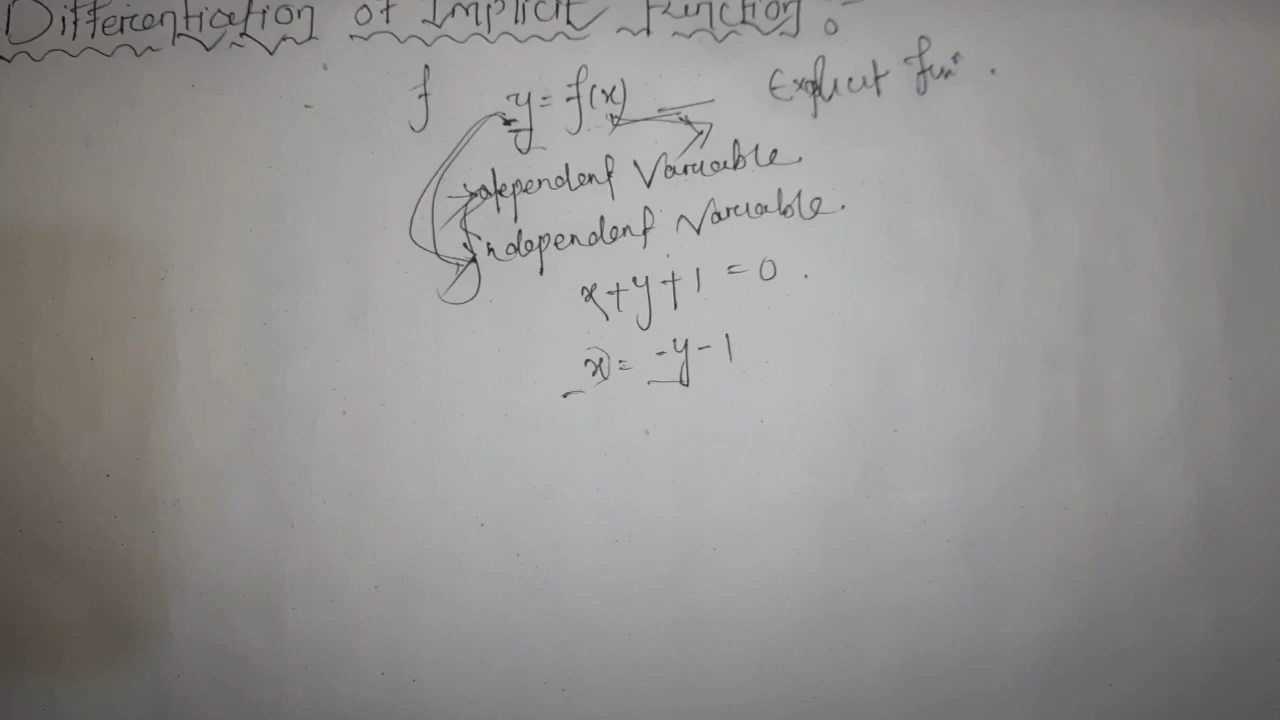 Differentiation of Implicit Function :-
f y = f(x) Explicit fun .
dependent Variable.
Independent Variable.
x+y+1 = 0 .
x = -y-1